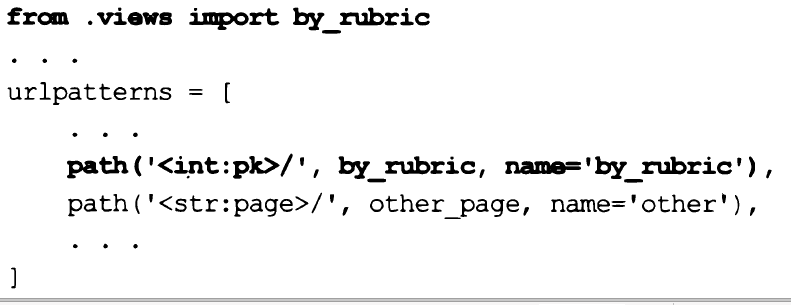 from .views import by_rubric
. . .
urlpatterns = [
    . . .
    path('<int:pk>/', by_rubric, name='by_rubric'),
    path('<str:page>/', other_page, name='other'),
    . . .
]